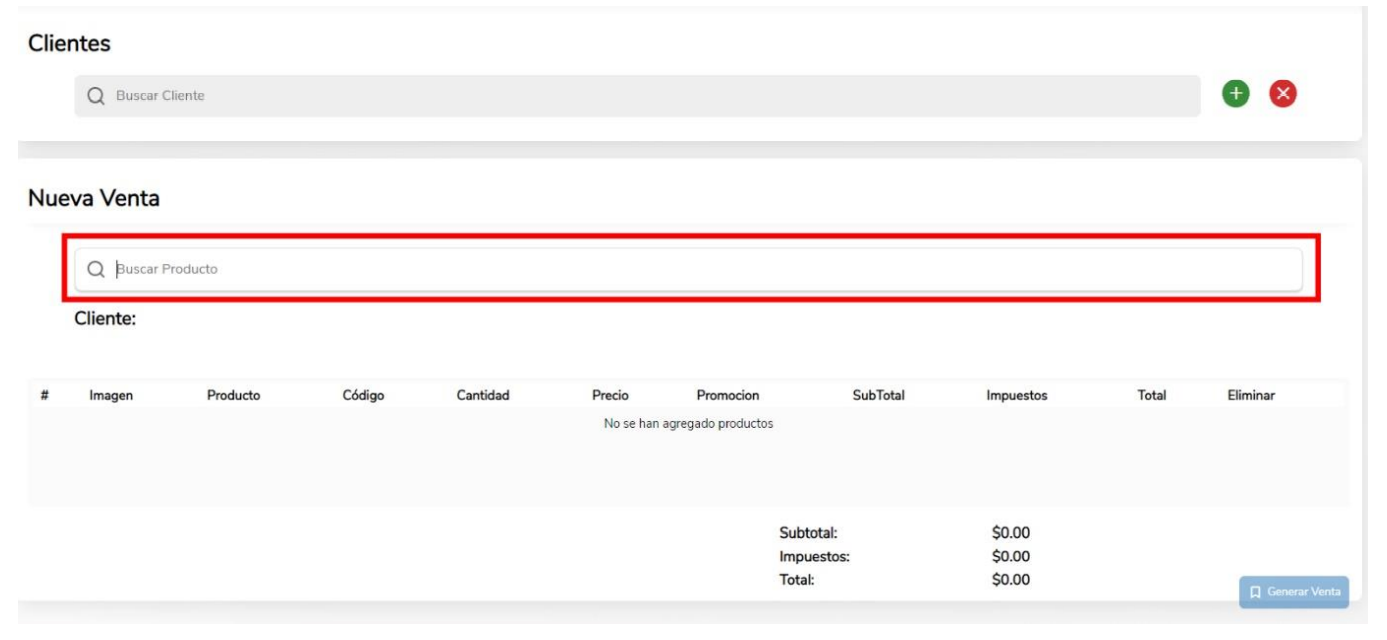 Clientes
Buscar Cliente
Nueva Venta
Buscar Producto
Cliente:
# Imagen Producto Código Cantidad Precio Promocion SubTotal Impuestos Total Eliminar
No se han agregado productos
Subtotal: $0.00
Impuestos: $0.00
Total: $0.00
Generar Venta